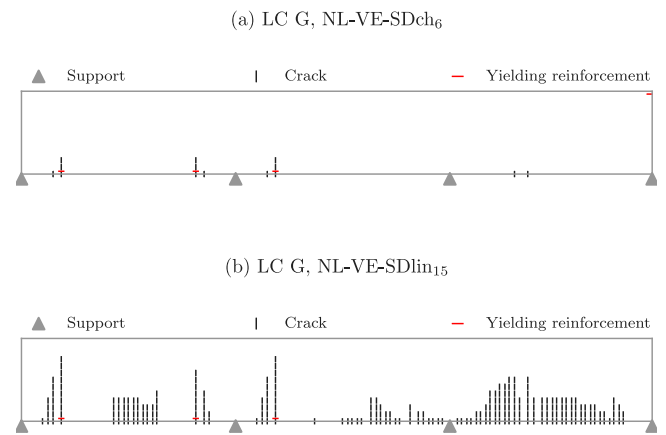 (a) LC G, NL-VE-SDch₆
Support Crack Yielding reinforcement
(b) LC G, NL-VE-SDlin₁₅
Support Crack Yielding reinforcement